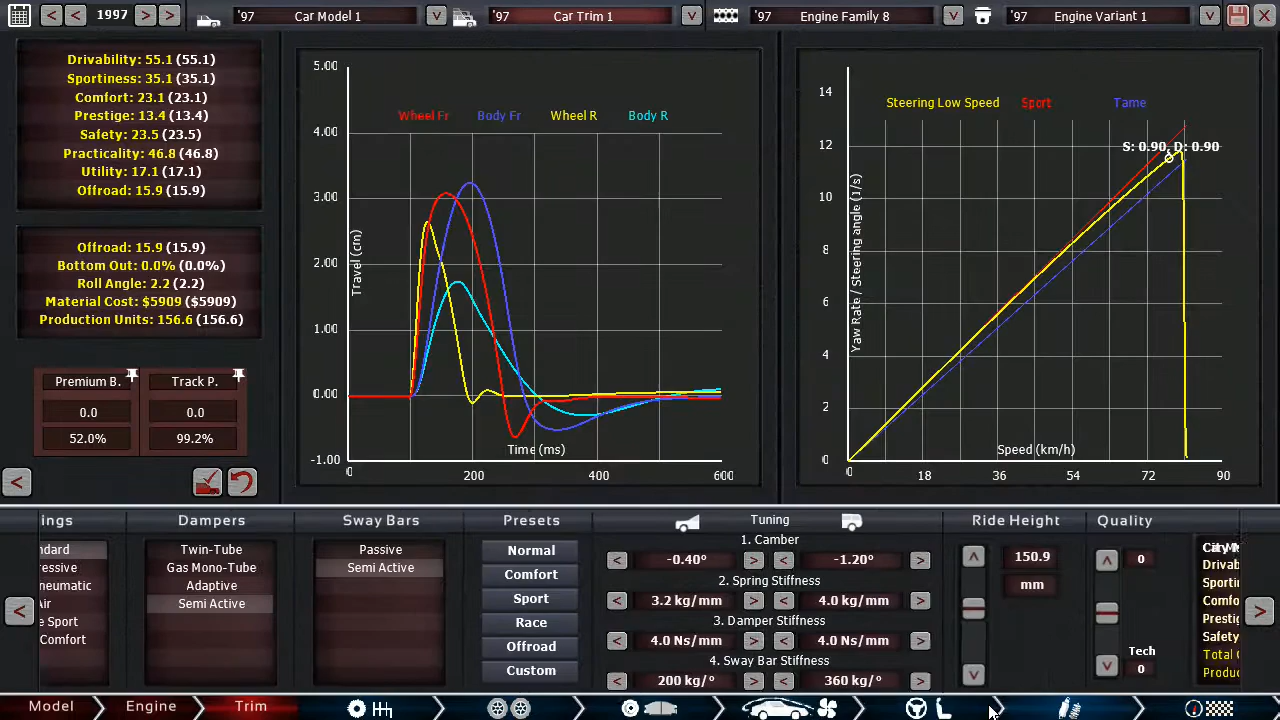 1997
'97 Car Model 1
'97 Car Trim 1
'97 Engine Family 8
'97 Engine Variant 1
Drivability: 55.1 (55.1)
Sportiness: 35.1 (35.1)
Comfort: 23.1 (23.1)
Prestige: 13.4 (13.4)
Safety: 23.5 (23.5)
Practicality: 46.8 (46.8)
Utility: 17.1 (17.1)
Offroad: 15.9 (15.9)
Offroad: 15.9 (15.9)
Bottom Out: 0.0% (0.0%)
Roll Angle: 2.2 (2.2)
Material Cost: $5909 ($5909)
Production Units: 156.6 (156.6)
Premium B. Track P.
0.0 0.0
52.0% 99.2%
5.00
Wheel Fr Body Fr Wheel R Body R
4.00
3.00
2.00
1.00
0.00
-1.00
Travel (cm)
Time (ms)
0 200 400 600
14
Steering Low Speed Sport Tame
S: 0.90, D: 0.90
12
10
8
6
4
2
0
Yaw Rate / Steering angle (1/s)
Speed (km/h)
0 18 36 54 72 90
ings Dampers Sway Bars Presets Tuning Ride Height Quality
ndard
ressive
neumatic
Air
e Sport
Comfort
Twin-Tube
Gas Mono-Tube
Adaptive
Semi Active
Passive
Semi Active
Normal
Comfort
Sport
Race
Offroad
Custom
1. Camber
-0.40° -1.20°
2. Spring Stiffness
3.2 kg/mm 4.0 kg/mm
3. Damper Stiffness
4.0 Ns/mm 4.0 Ns/mm
4. Sway Bar Stiffness
200 kg/° 360 kg/°
150.9
mm
0
Tech
0
Drivab
Sportin
Comfo
Prestig
Safety
Total
Produc
Model Engine Trim